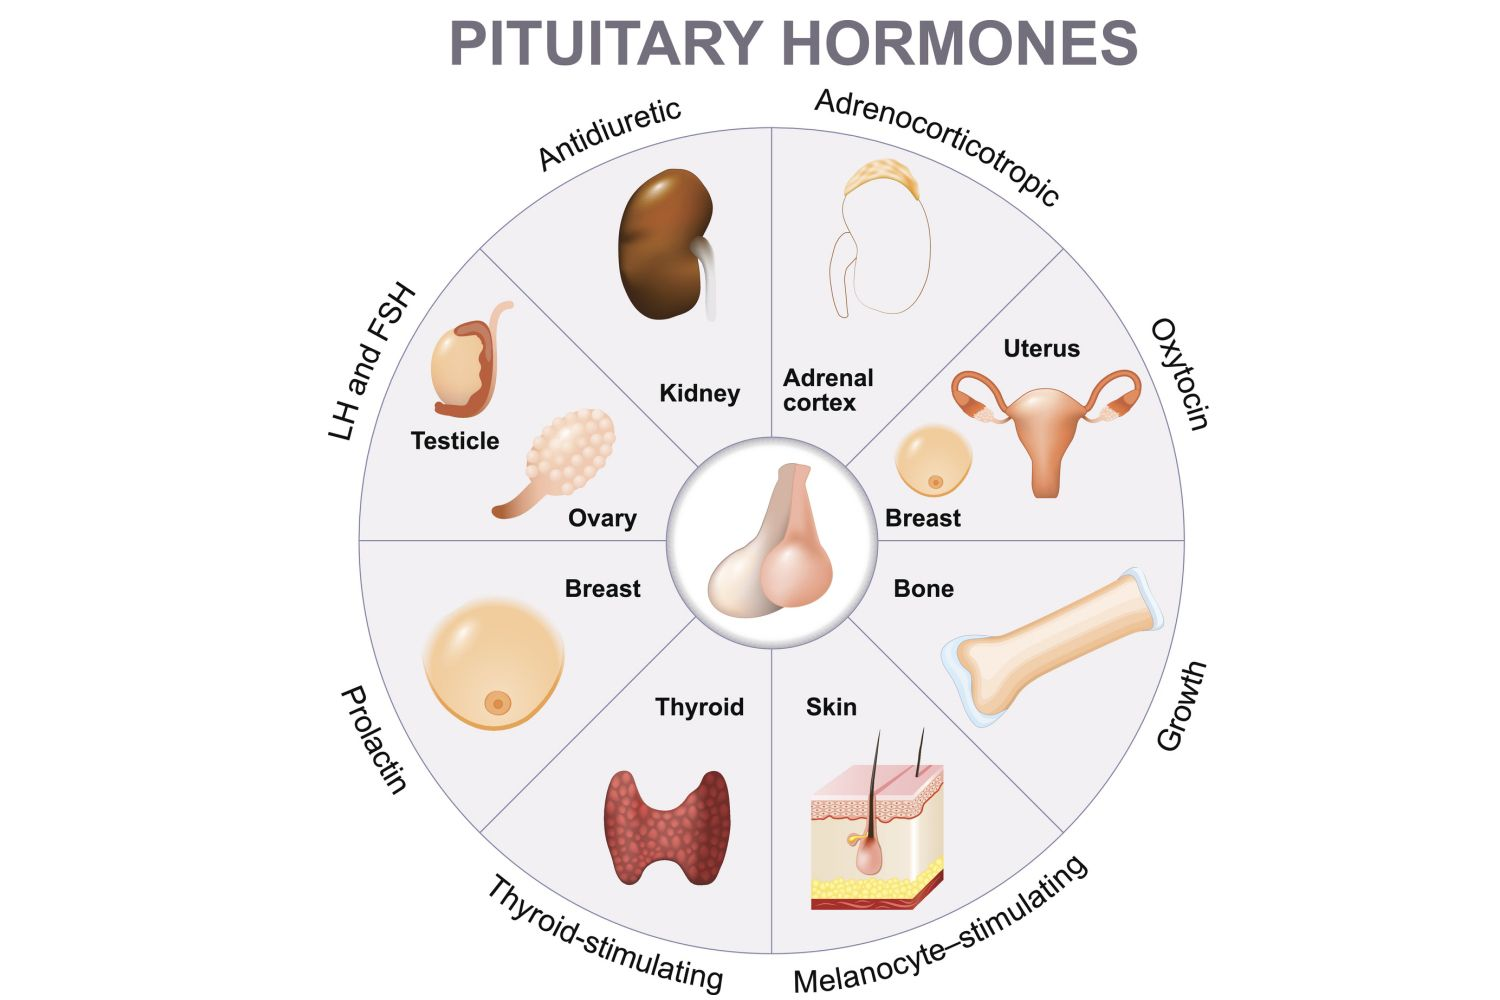 PITUITARY HORMONES
Antidiuretic
Adrenocorticotropic
LH and FSH
Oxytocin
Uterus
Kidney
Adrenal
cortex
Testicle
Ovary
Breast
Breast
Bone
Thyroid
Skin
Prolactin
Growth
Thyroid-stimulating
Melanocyte–stimulating